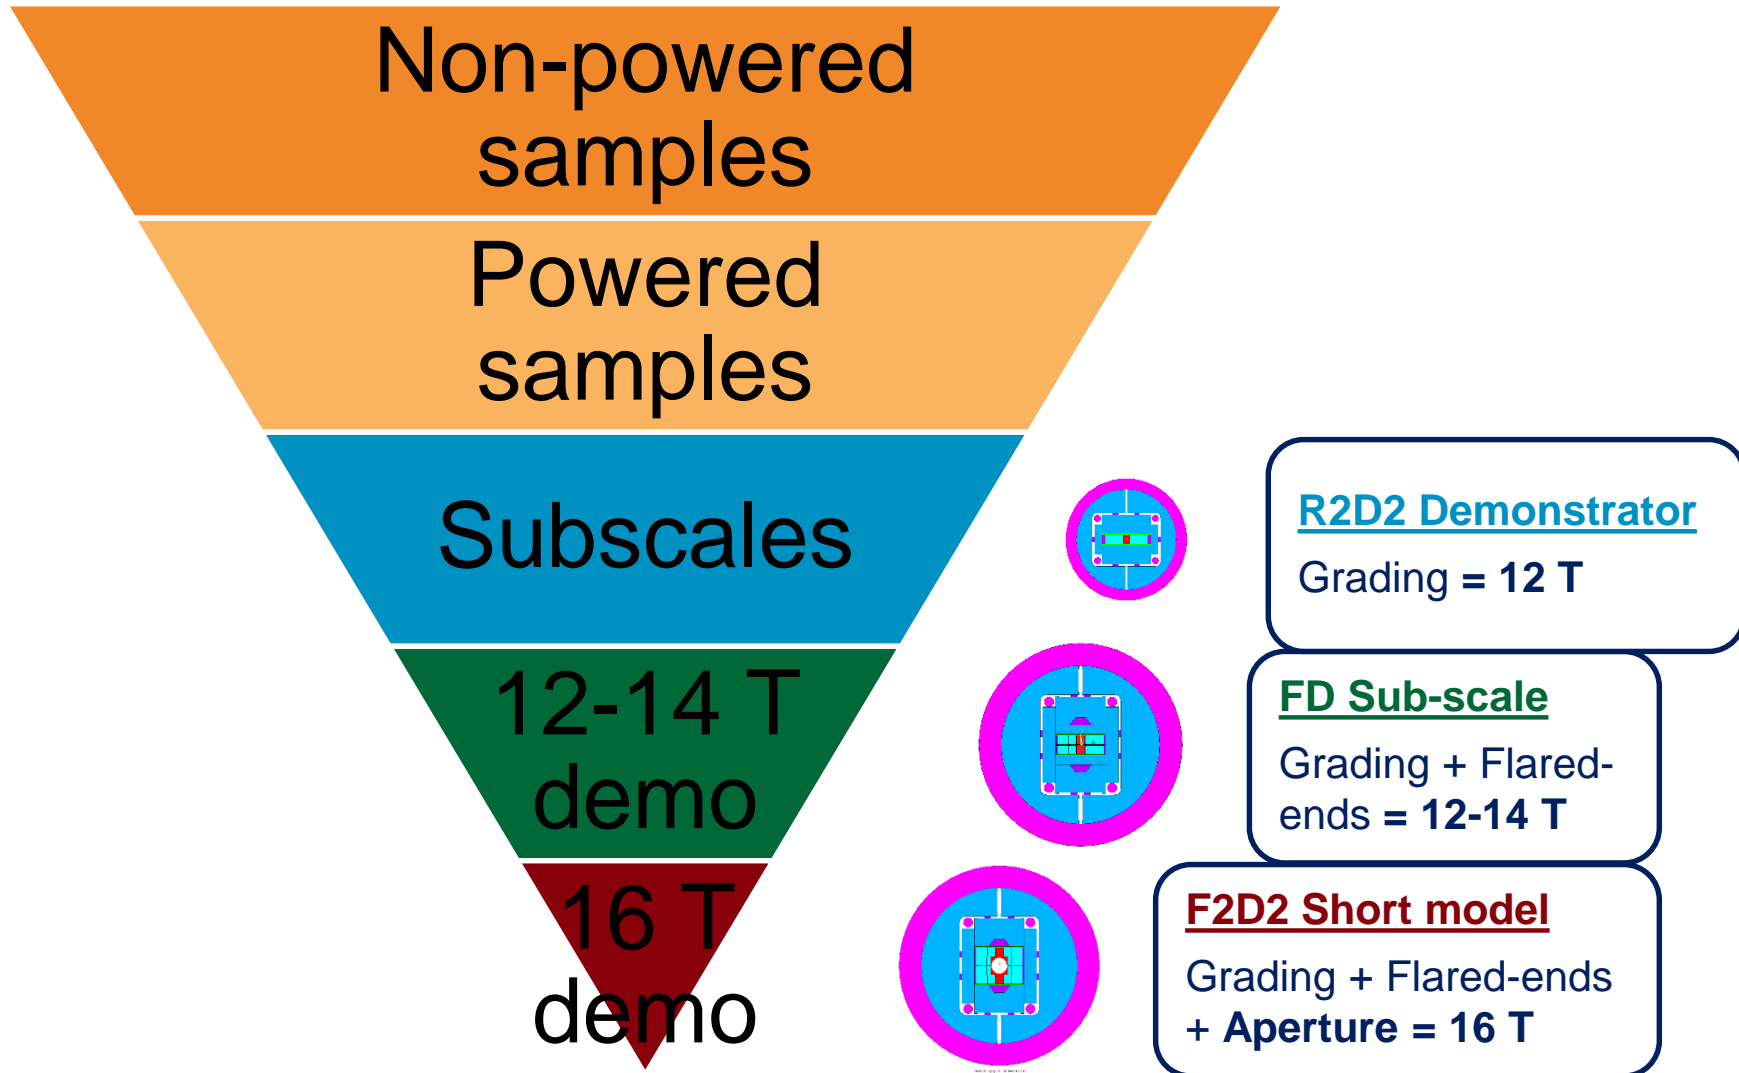 Non-powered
samples
Powered
samples
Subscales
12-14 T
demo
16 T
demo
R2D2 Demonstrator
Grading = 12 T
FD Sub-scale
Grading + Flared-
ends = 12-14 T
F2D2 Short model
Grading + Flared-ends
+ Aperture = 16 T